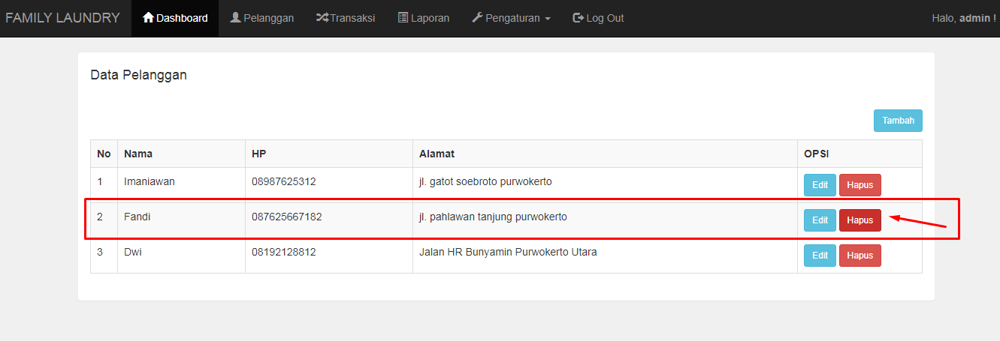 FAMILY LAUNDRY Dashboard Pelanggan Transaksi Laporan Pengaturan Log Out Halo, admin !
Data Pelanggan
Tambah
No Nama HP Alamat OPSI
1 Imaniawan 08987625312 jl. gatot soebroto purwokerto Edit Hapus
2 Fandi 087625667182 jl. pahlawan tanjung purwokerto Edit Hapus
3 Dwi 08192128812 Jalan HR Bunyamin Purwokerto Utara Edit Hapus